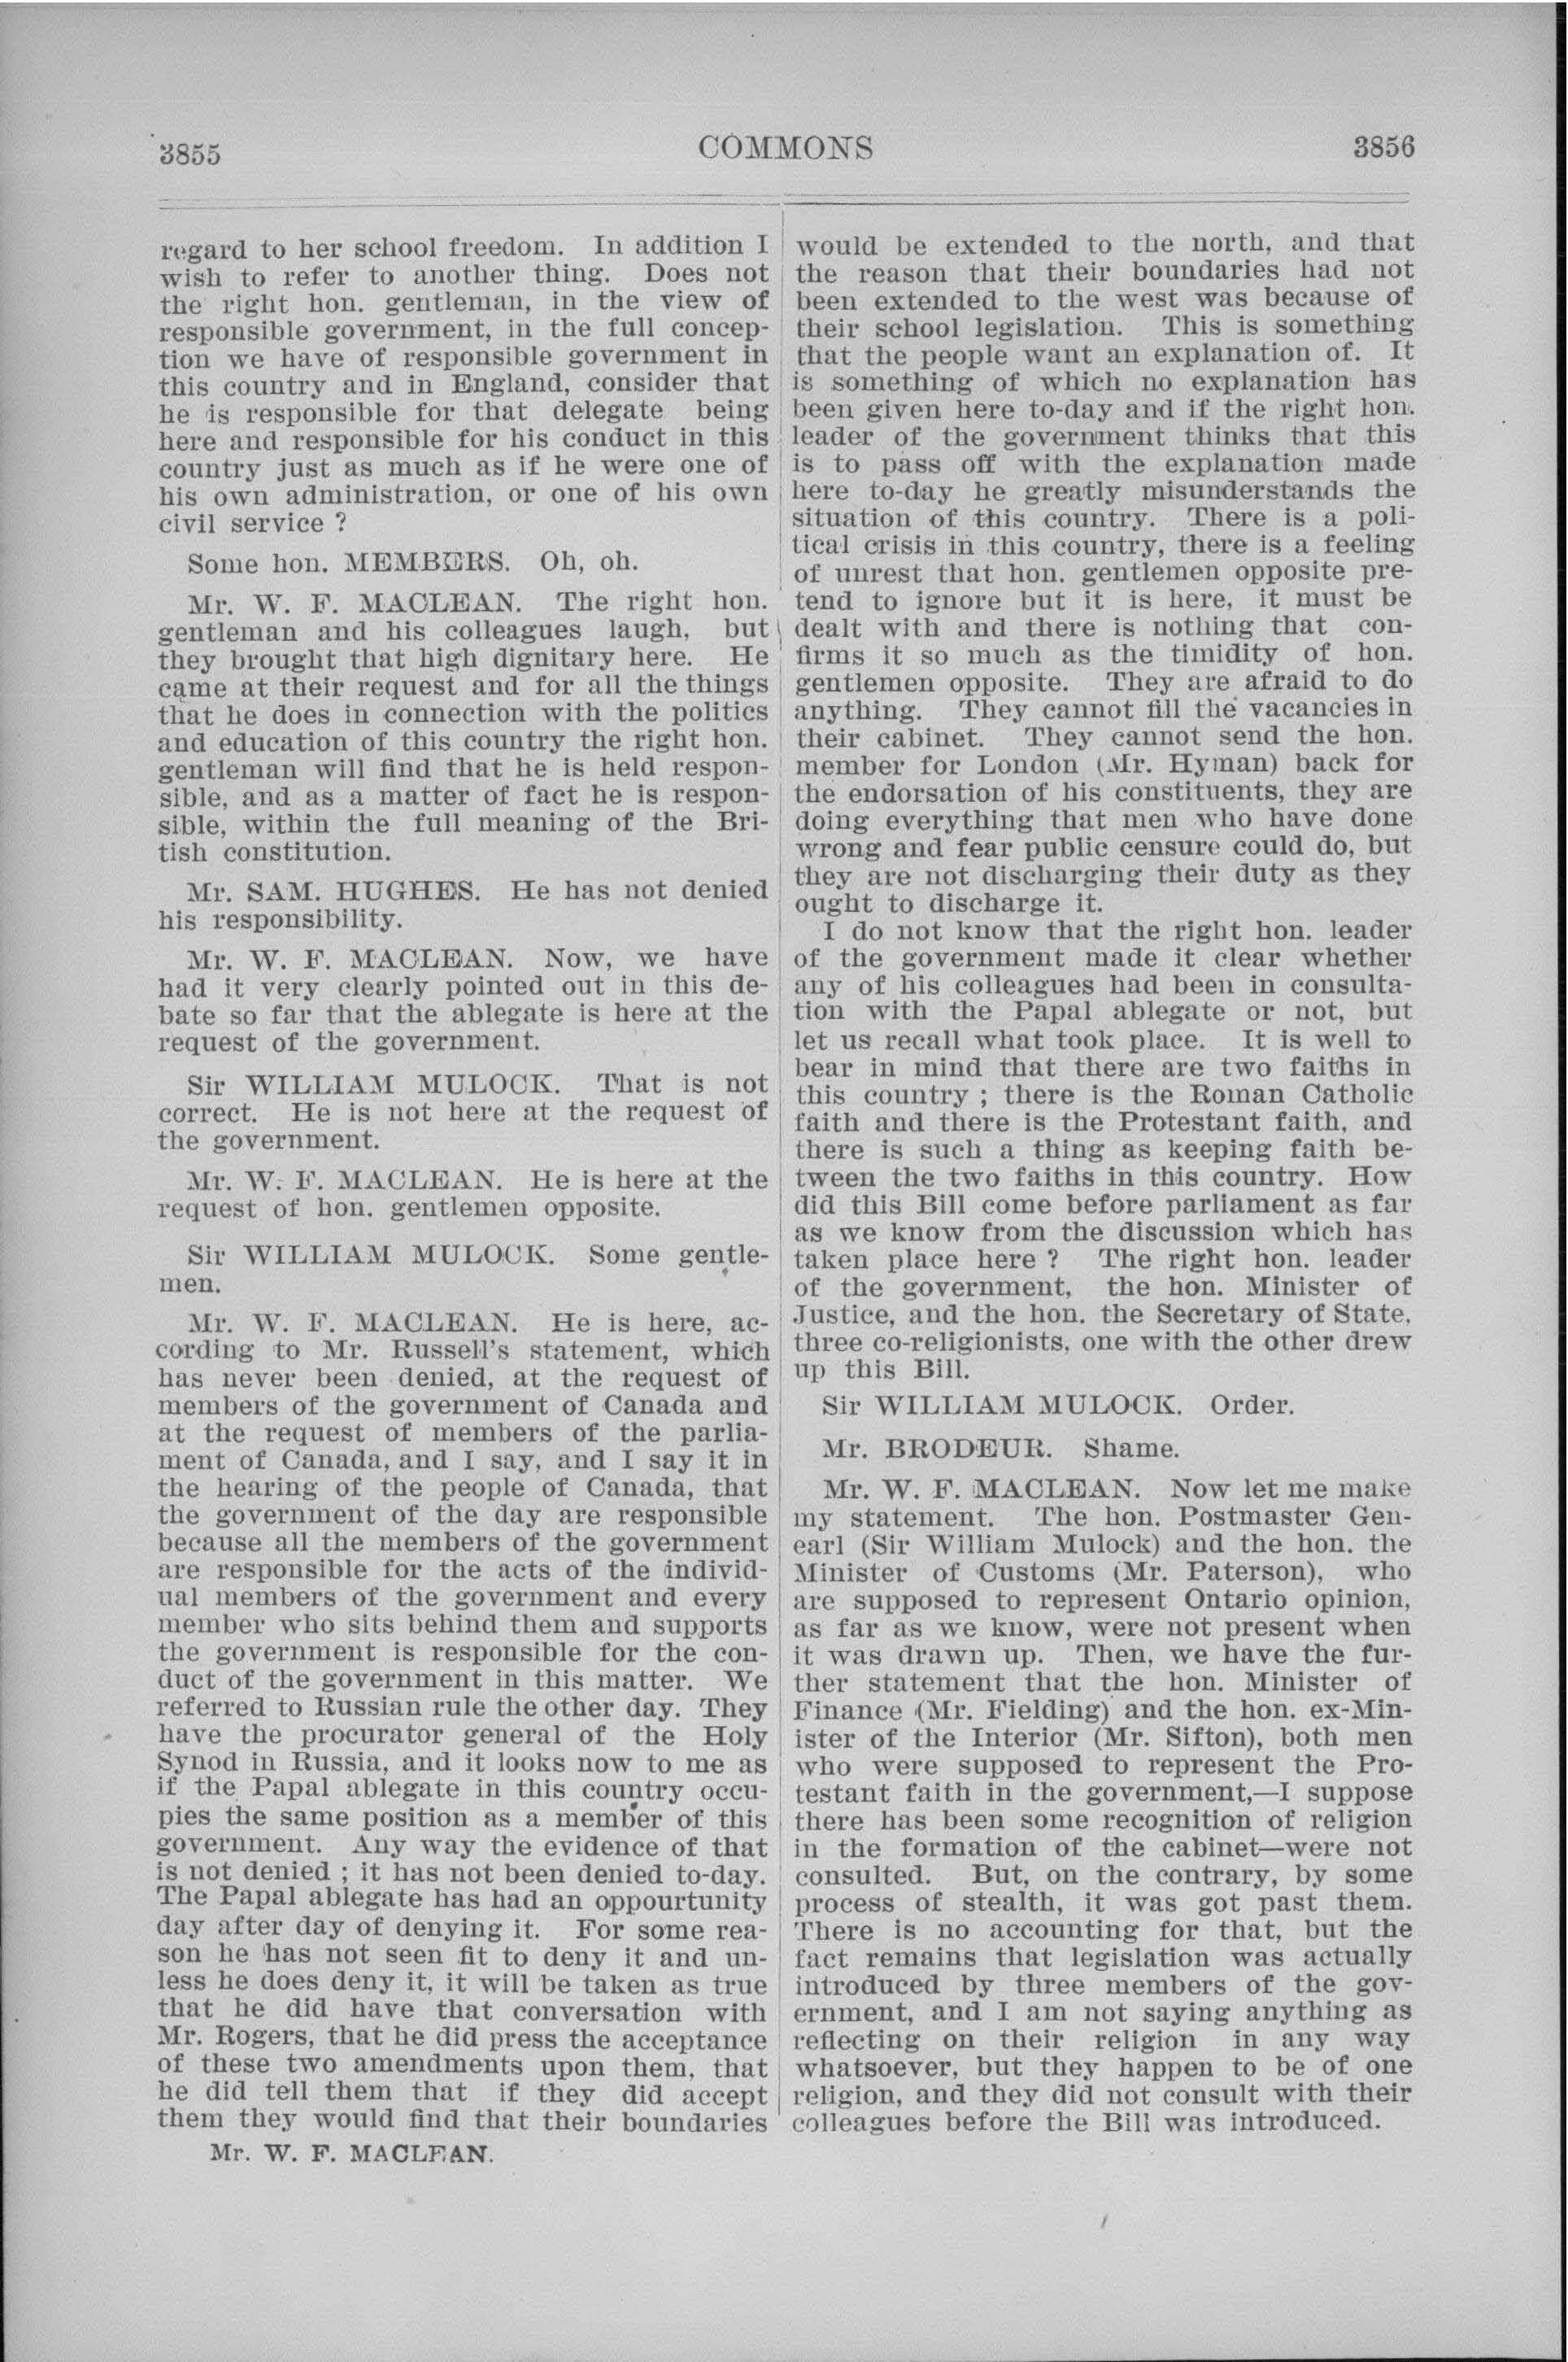 3855
COMMONS
3856
regard to her school freedom. In addition I
wish to refer to another thing. Does not
the right hon. gentleman, in the view of
responsible government, in the full concep-
tion we have of responsible government in
this country and in England, consider that
he is responsible for that delegate being
here and responsible for his conduct in this
country just as much as if he were one of
his own administration, or one of his own
civil service ?
Some hon. MEMBERS. Oh, oh.
Mr. W. F. MACLEAN. The right hon.
gentleman and his colleagues laugh, but
they brought that high dignitary here. He
came at their request and for all the things
that he does in connection with the politics
and education of this country the right hon.
gentleman will find that he is held respon-
sible, and as a matter of fact he is respon-
sible, within the full meaning of the Bri-
tish constitution.
Mr. SAM. HUGHES. He has not denied
his responsibility.
Mr. W. F. MACLEAN. Now, we have
had it very clearly pointed out in this de-
bate so far that the ablegate is here at the
request of the government.
Sir WILLIAM MULOCK. That is not
correct. He is not here at the request of
the government.
Mr. W. F. MACLEAN. He is here at the
request of hon. gentlemen opposite.
Sir WILLIAM MULOCK. Some gentle-
men.
Mr. W. F. MACLEAN. He is here, ac-
cording to Mr. Russell's statement, which
has never been denied, at the request of
members of the government of Canada and
at the request of members of the parlia-
ment of Canada, and I say, and I say it in
the hearing of the people of Canada, that
the government of the day are responsible
because all the members of the government
are responsible for the acts of the individ-
ual members of the government and every
member who sits behind them and supports
the government is responsible for the con-
duct of the government in this matter. We
referred to Russian rule the other day. They
have the procurator general of the Holy
Synod in Russia, and it looks now to me as
if the Papal ablegate in this country occu-
pies the same position as a member of this
government. Any way the evidence of that
is not denied ; it has not been denied to-day.
The Papal ablegate has had an oppourtunity
day after day of denying it. For some rea-
son he has not seen fit to deny it and un-
less he does deny it, it will be taken as true
that he did have that conversation with
Mr. Rogers, that he did press the acceptance
of these two amendments upon them, that
he did tell them that if they did accept
them they would find that their boundaries
Mr. W. F. MACLEAN.
would be extended to the north, and that
the reason that their boundaries had not
been extended to the west was because of
their school legislation. This is something
that the people want an explanation of. It
is something of which no explanation has
been given here to-day and if the right hon.
leader of the government thinks that this
is to pass off with the explanation made
here to-day he greatly misunderstands the
situation of this country. There is a poli-
tical crisis in this country, there is a feeling
of unrest that hon. gentlemen opposite pre-
tend to ignore but it is here, it must be
dealt with and there is nothing that con-
firms it so much as the timidity of hon.
gentlemen opposite. They are afraid to do
anything. They cannot fill the vacancies in
their cabinet. They cannot send the hon.
member for London (Mr. Hyman) back for
the endorsation of his constituents, they are
doing everything that men who have done
wrong and fear public censure could do, but
they are not discharging their duty as they
ought to discharge it.
I do not know that the right hon. leader
of the government made it clear whether
any of his colleagues had been in consulta-
tion with the Papal ablegate or not, but
let us recall what took place. It is well to
bear in mind that there are two faiths in
this country ; there is the Roman Catholic
faith and there is the Protestant faith, and
there is such a thing as keeping faith be-
tween the two faiths in this country. How
did this Bill come before parliament as far
as we know from the discussion which has
taken place here ? The right hon. leader
of the government, the hon. Minister of
Justice, and the hon. the Secretary of State,
three co-religionists, one with the other drew
up this Bill.
Sir WILLIAM MULOCK. Order.
Mr. BRODEUR. Shame.
Mr. W. F. MACLEAN. Now let me make
my statement. The hon. Postmaster Gen-
earl (Sir William Mulock) and the hon. the
Minister of Customs (Mr. Paterson), who
are supposed to represent Ontario opinion,
as far as we know, were not present when
it was drawn up. Then, we have the fur-
ther statement that the hon. Minister of
Finance (Mr. Fielding) and the hon. ex-Min-
ister of the Interior (Mr. Sifton), both men
who were supposed to represent the Pro-
testant faith in the government,—I suppose
there has been some recognition of religion
in the formation of the cabinet—were not
consulted. But, on the contrary, by some
process of stealth, it was got past them.
There is no accounting for that, but the
fact remains that legislation was actually
introduced by three members of the gov-
ernment, and I am not saying anything as
reflecting on their religion in any way
whatsoever, but they happen to be of one
religion, and they did not consult with their
colleagues before the Bill was introduced.